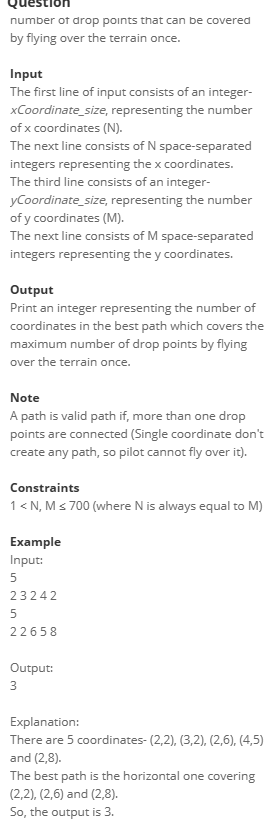 Question
number of drop points that can be covered
by flying over the terrain once.
Input
The first line of input consists of an integer-
xCoordinate_size, representing the number
of x coordinates (N).
The next line consists of N space-separated
integers representing the x coordinates.
The third line consists of an integer-
yCoordinate_size, representing the number
of y coordinates (M).
The next line consists of M space-separated
integers representing the y coordinates.
Output
Print an integer representing the number of
coordinates in the best path which covers the
maximum number of drop points by flying
over the terrain once.
Note
A path is valid path if, more than one drop
points are connected (Single coordinate don't
create any path, so pilot cannot fly over it).
Constraints
1 < N, M ≤ 700 (where N is always equal to M)
Example
Input:
5
2 3 2 4 2
5
2 2 6 5 8
Output:
3
Explanation:
There are 5 coordinates- (2,2), (3,2), (2,6), (4,5)
and (2,8).
The best path is the horizontal one covering
(2,2), (2,6) and (2,8).
So, the output is 3.